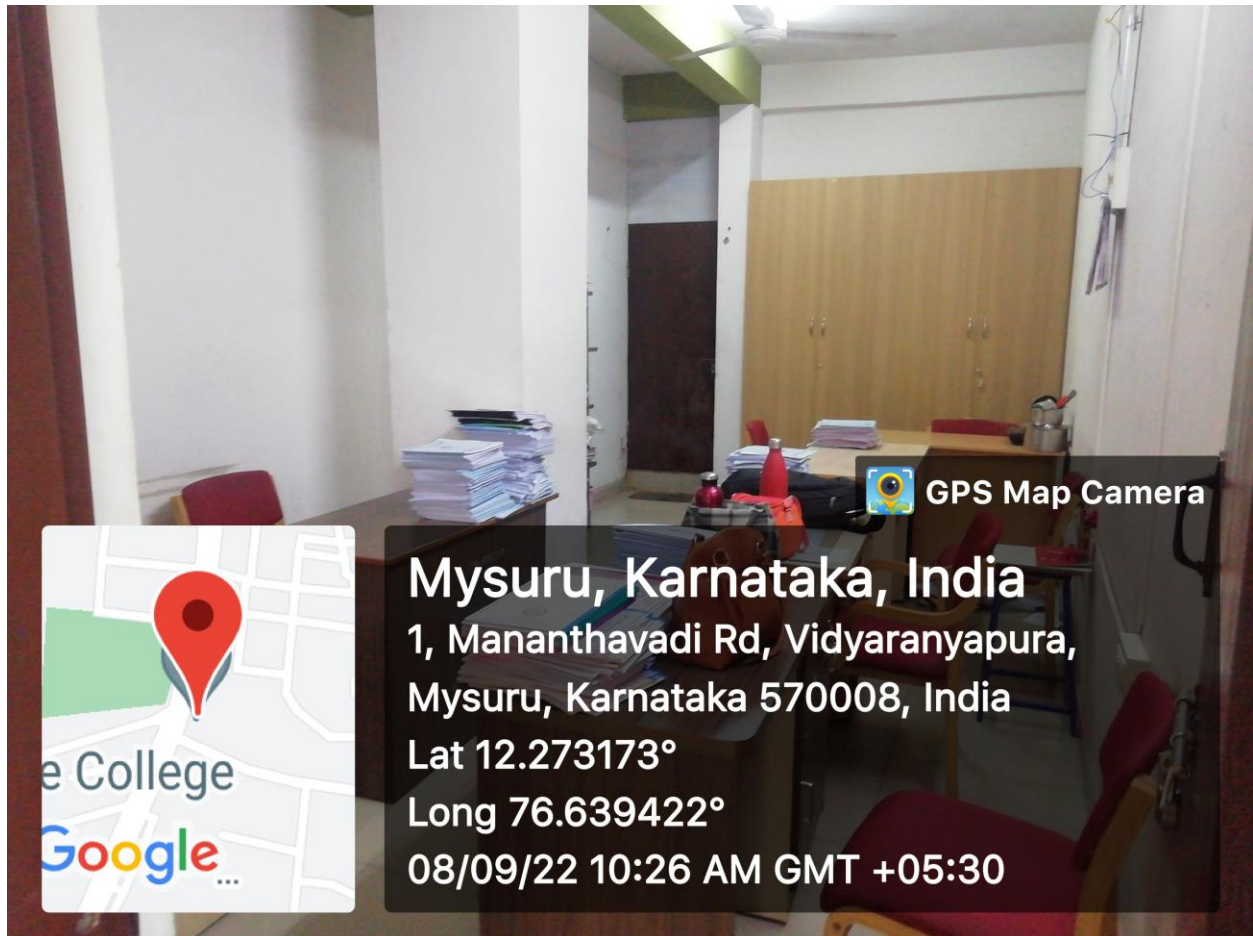 GPS Map Camera
Mysuru, Karnataka, India
1, Mananthavadi Rd, Vidyaranyapura,
Mysuru, Karnataka 570008, India
Lat 12.273173°
Long 76.639422°
08/09/22 10:26 AM GMT +05:30
e College
Google...